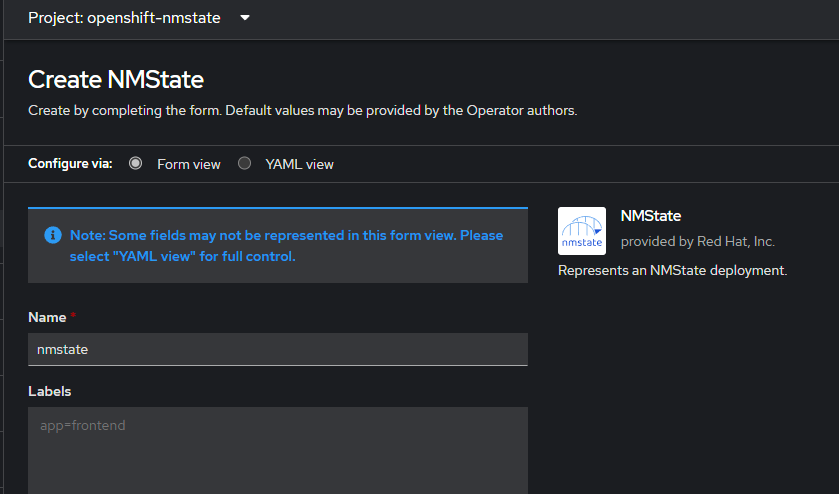 Project: openshift-nmstate
Create NMState
Create by completing the form. Default values may be provided by the Operator authors.
Configure via: Form view YAML view
Note: Some fields may not be represented in this form view. Please
select "YAML view" for full control.
nmstate
NMState
provided by Red Hat, Inc.
Represents an NMState deployment.
Name *
nmstate
Labels
app=frontend